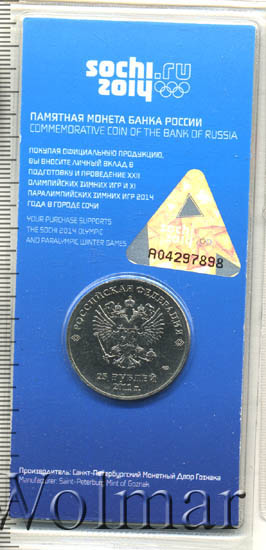 sochi.ru
2014
ПАМЯТНАЯ МОНЕТА БАНКА РОССИИ
COMMEMORATIVE COIN OF THE BANK OF RUSSIA
ПОКУПАЯ ОФИЦИАЛЬНУЮ ПРОДУКЦИЮ,
ВЫ ВНОСИТЕ ЛИЧНЫЙ ВКЛАД В
ПОДГОТОВКУ И ПРОВЕДЕНИЕ XXII
ОЛИМПИЙСКИХ ЗИМНИХ ИГР И XI
ПАРАЛИМПИЙСКИХ ЗИМНИХ ИГР 2014
ГОДА В ГОРОДЕ СОЧИ
YOUR PURCHASE SUPPORTS
THE SOCHI 2014 OLYMPIC
AND PARALYMPIC WINTER GAMES
sochi
A04297898
РОССИЙСКАЯ ФЕДЕРАЦИЯ
25 РУБЛЕЙ
2011 г.
Производитель: Санкт-Петербургский Монетный Двор Гознака
Manufacturer: Saint-Petersburg Mint of Goznak
Volmar